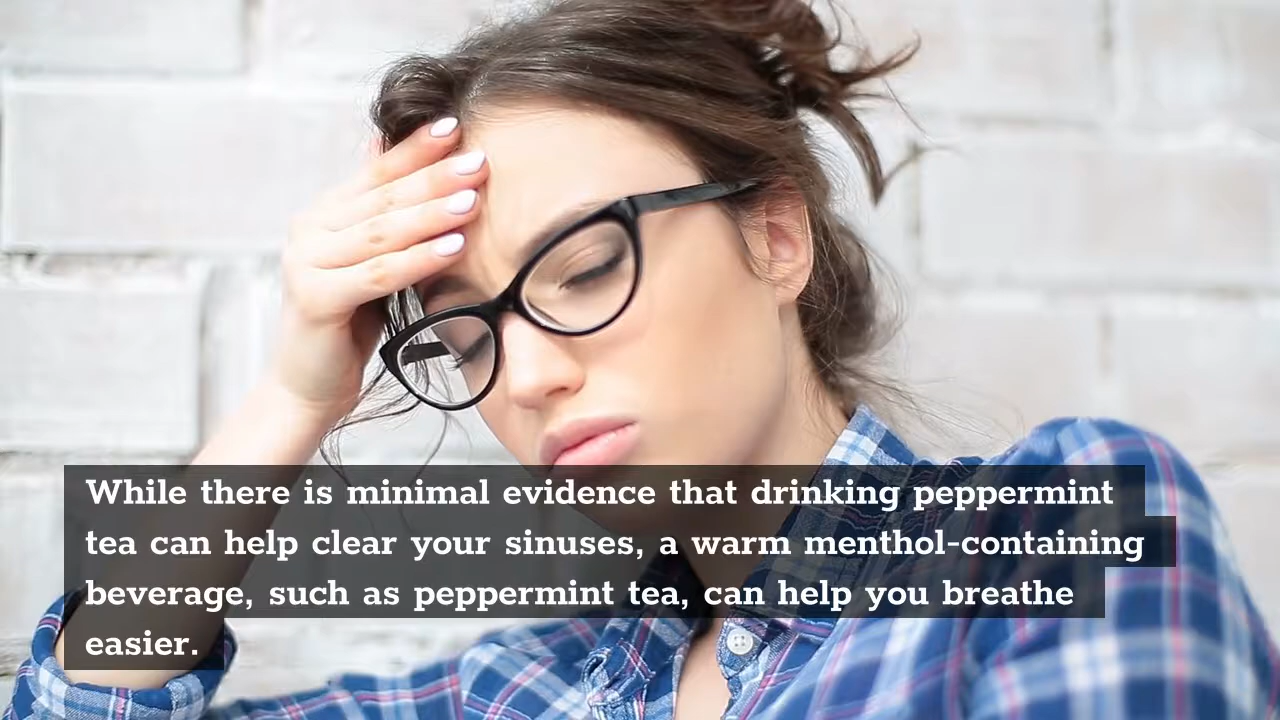 While there is minimal evidence that drinking peppermint
tea can help clear your sinuses, a warm menthol-containing
beverage, such as peppermint tea, can help you breathe
easier.